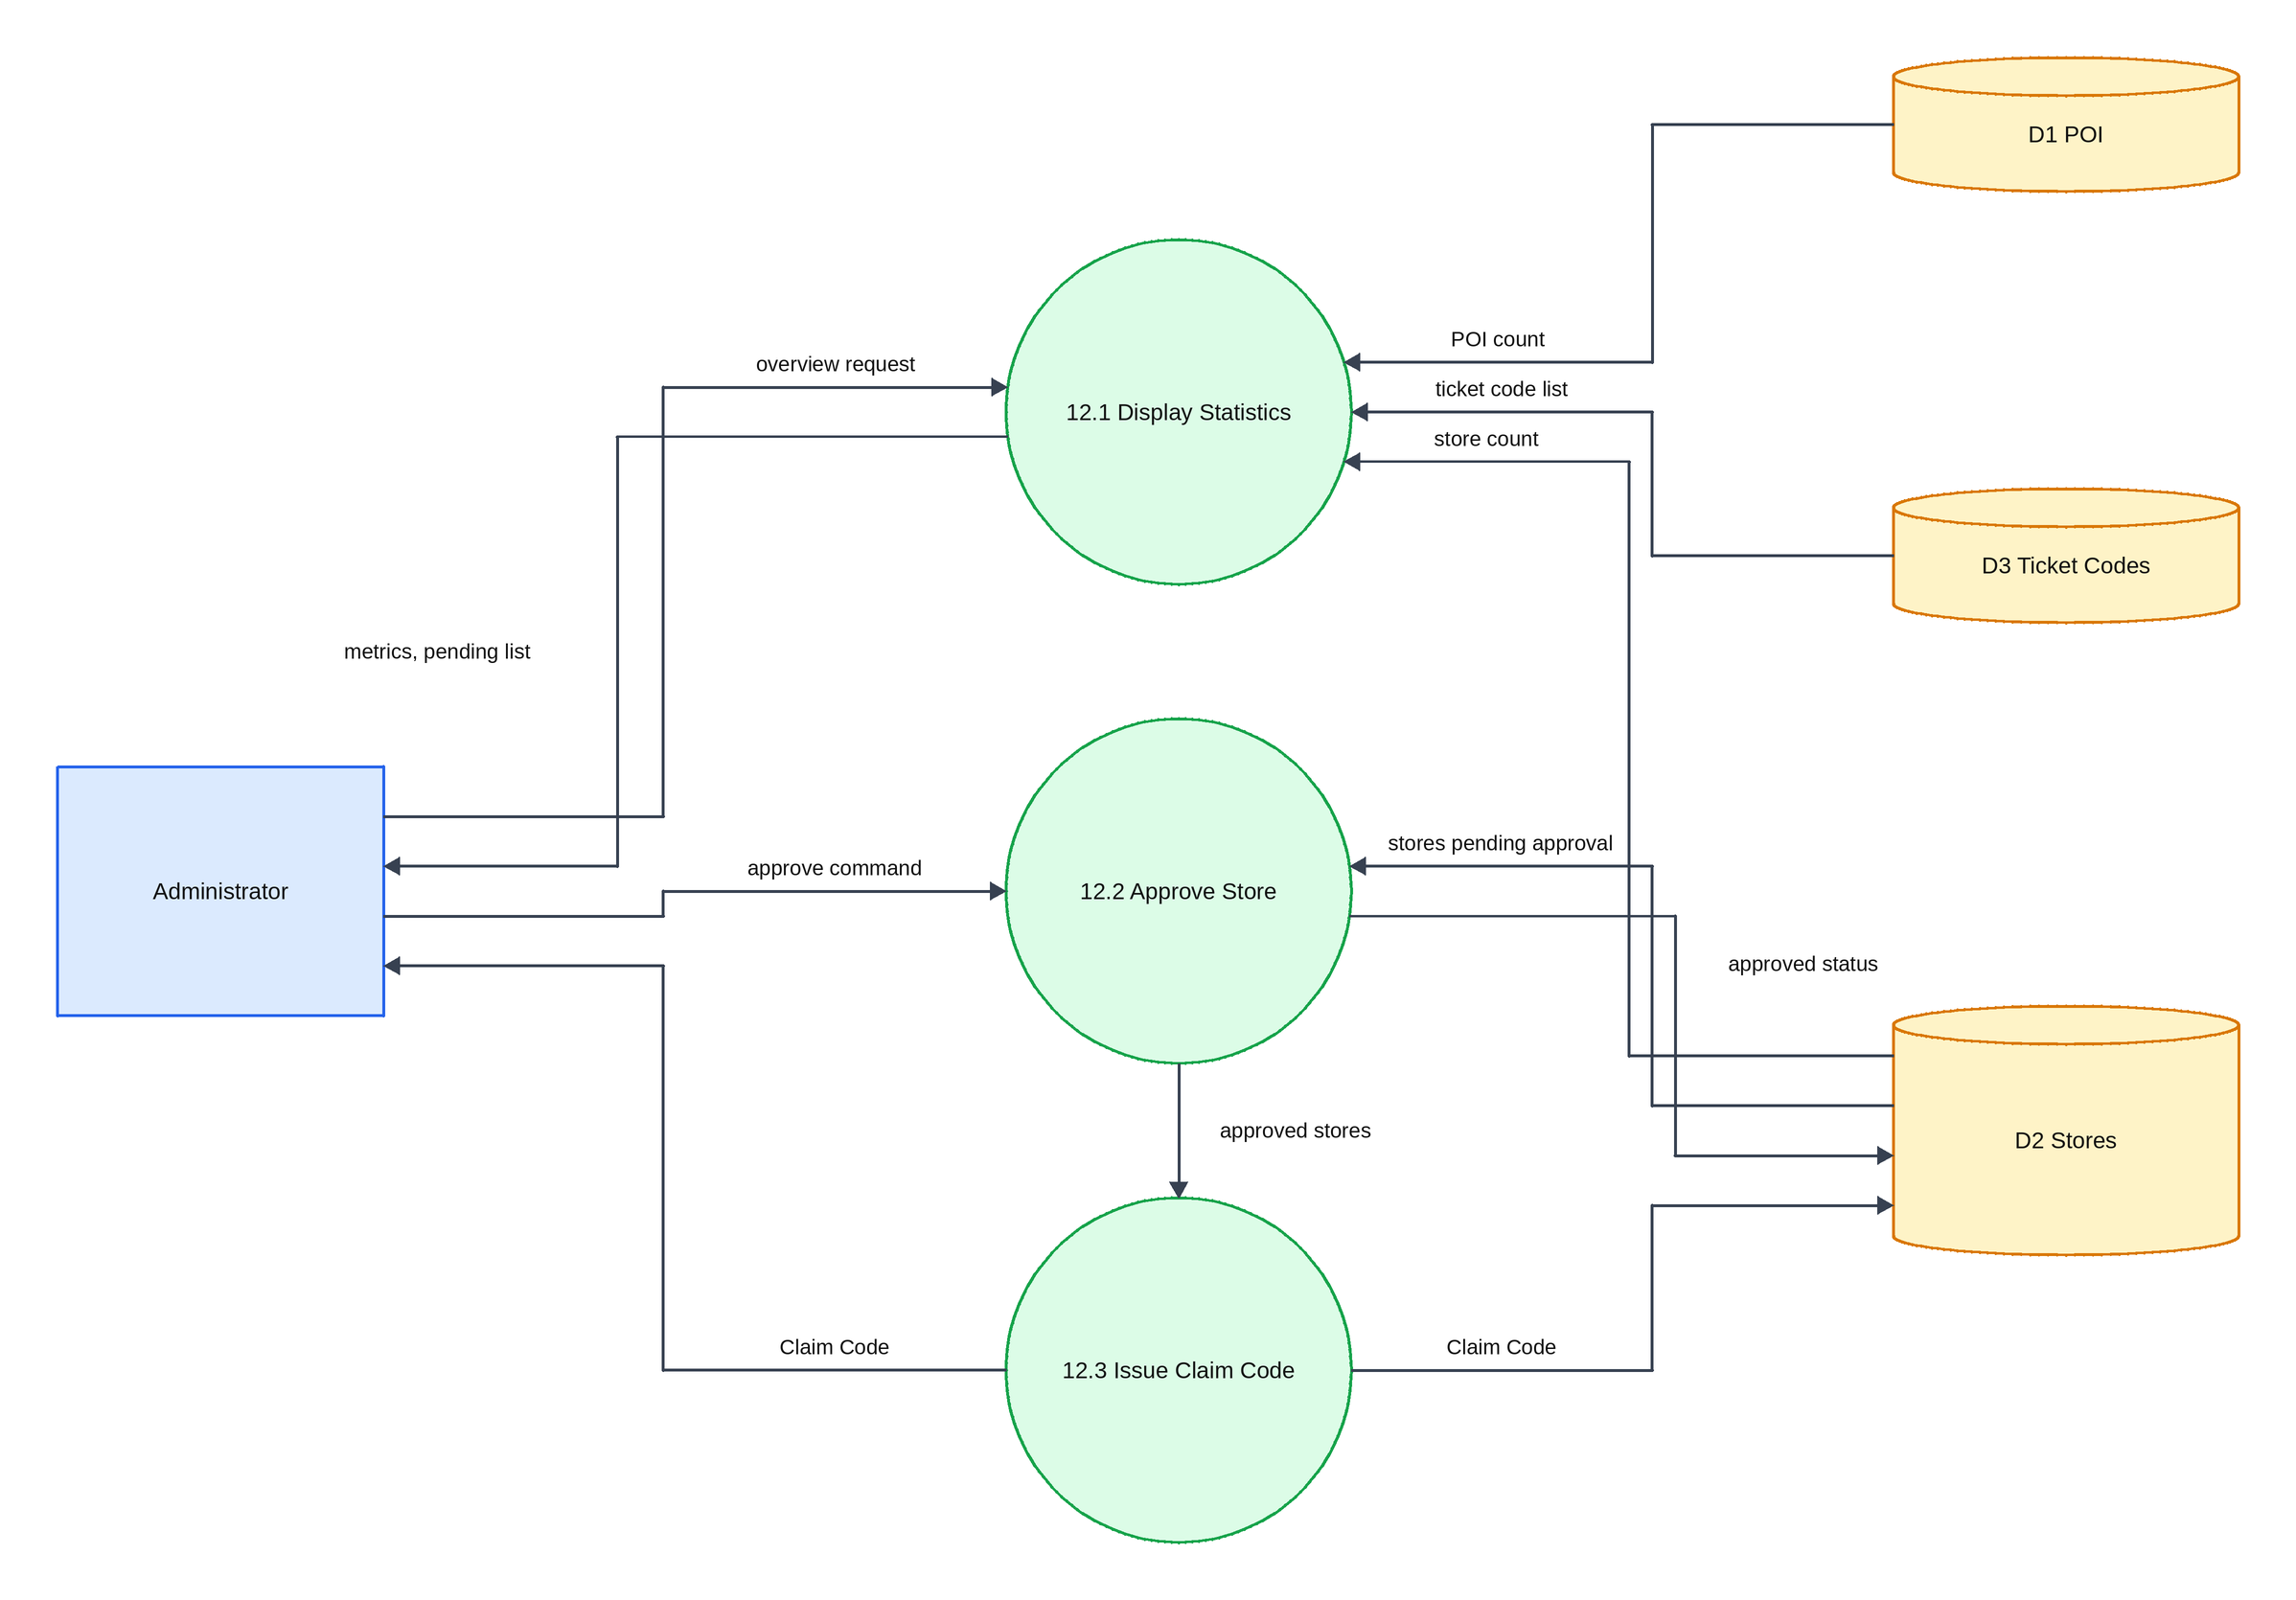 D1 POI
POI count
overview request
ticket code list
12.1 Display Statistics
store count
D3 Ticket Codes
metrics, pending list
stores pending approval
approve command
Administrator
12.2 Approve Store
approved status
approved stores
D2 Stores
Claim Code
Claim Code
12.3 Issue Claim Code